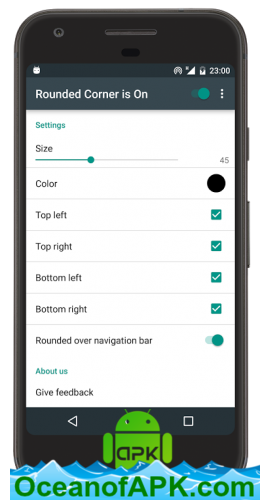 23:00
Rounded Corner is On
Settings
Size
45
Color
Top left
Top right
Bottom left
Bottom right
Rounded over navigation bar
About us
Give feedback
apk
OceanofAPK.com